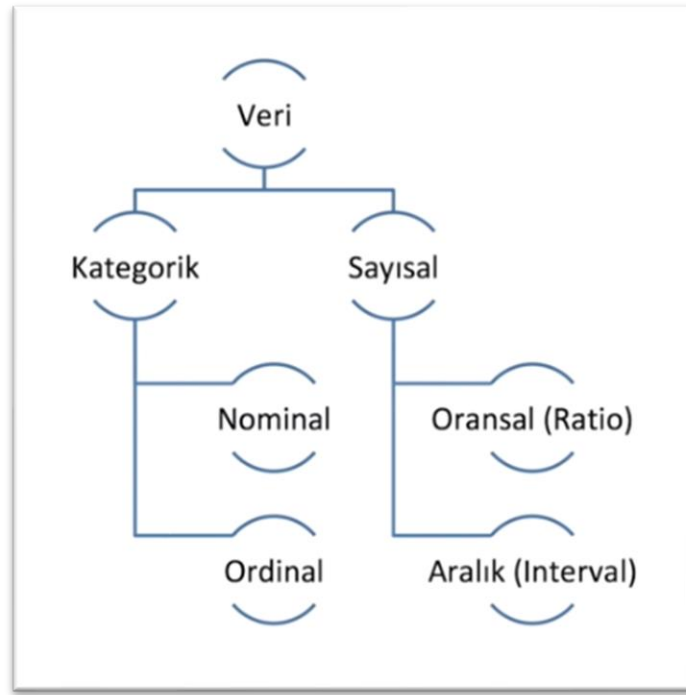 Veri
Kategorik
Sayısal
Nominal
Oransal (Ratio)
Ordinal
Aralık (Interval)